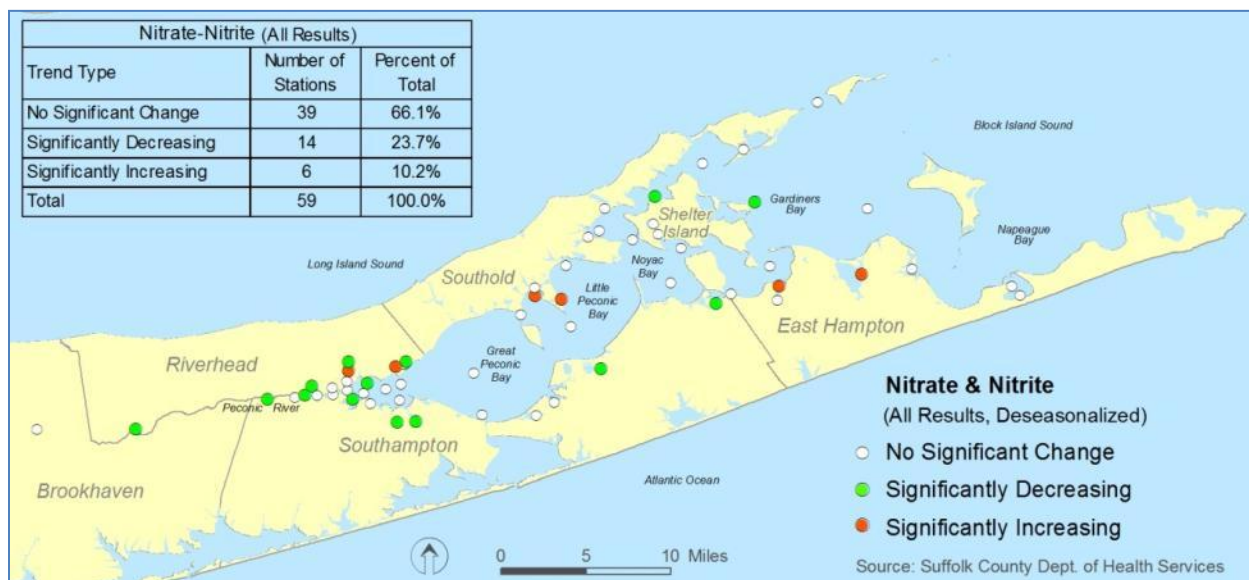 Nitrate-Nitrite (All Results)
Trend Type
Number of
Stations
Percent of
Total
No Significant Change 39 66.1%
Significantly Decreasing 14 23.7%
Significantly Increasing 6 10.2%
Total 59 100.0%
Block Island Sound
Gardiners
Bay
Shelter
Island
Napeague
Bay
Long Island Sound
Noyac
Bay
Southold
Little
Peconic
Bay
East Hampton
Great
Peconic
Bay
Riverhead
Peconic River
Southampton
Brookhaven
Atlantic Ocean
Nitrate & Nitrite
(All Results, Deseasonalized)
No Significant Change
Significantly Decreasing
Significantly Increasing
0 5 10 Miles
Source: Suffolk County Dept. of Health Services